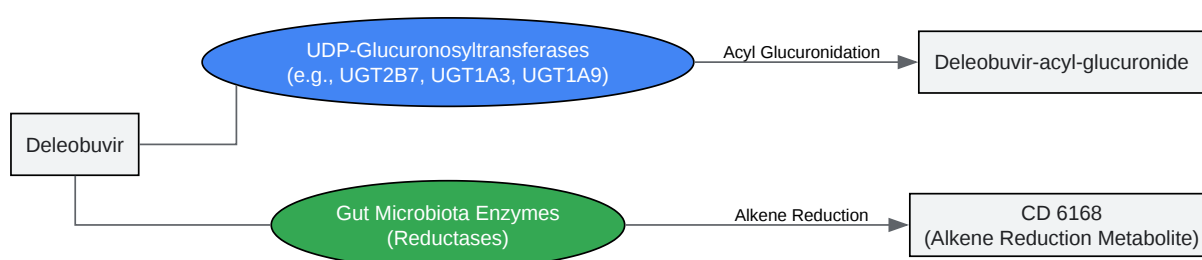 UDP-Glucuronosyltransferases
(e.g., UGT2B7, UGT1A3, UGT1A9)
Acyl Glucuronidation
Deleobuvir-acyl-glucuronide
Deleobuvir
Gut Microbiota Enzymes
(Reductases)
Alkene Reduction
CD 6168
(Alkene Reduction Metabolite)